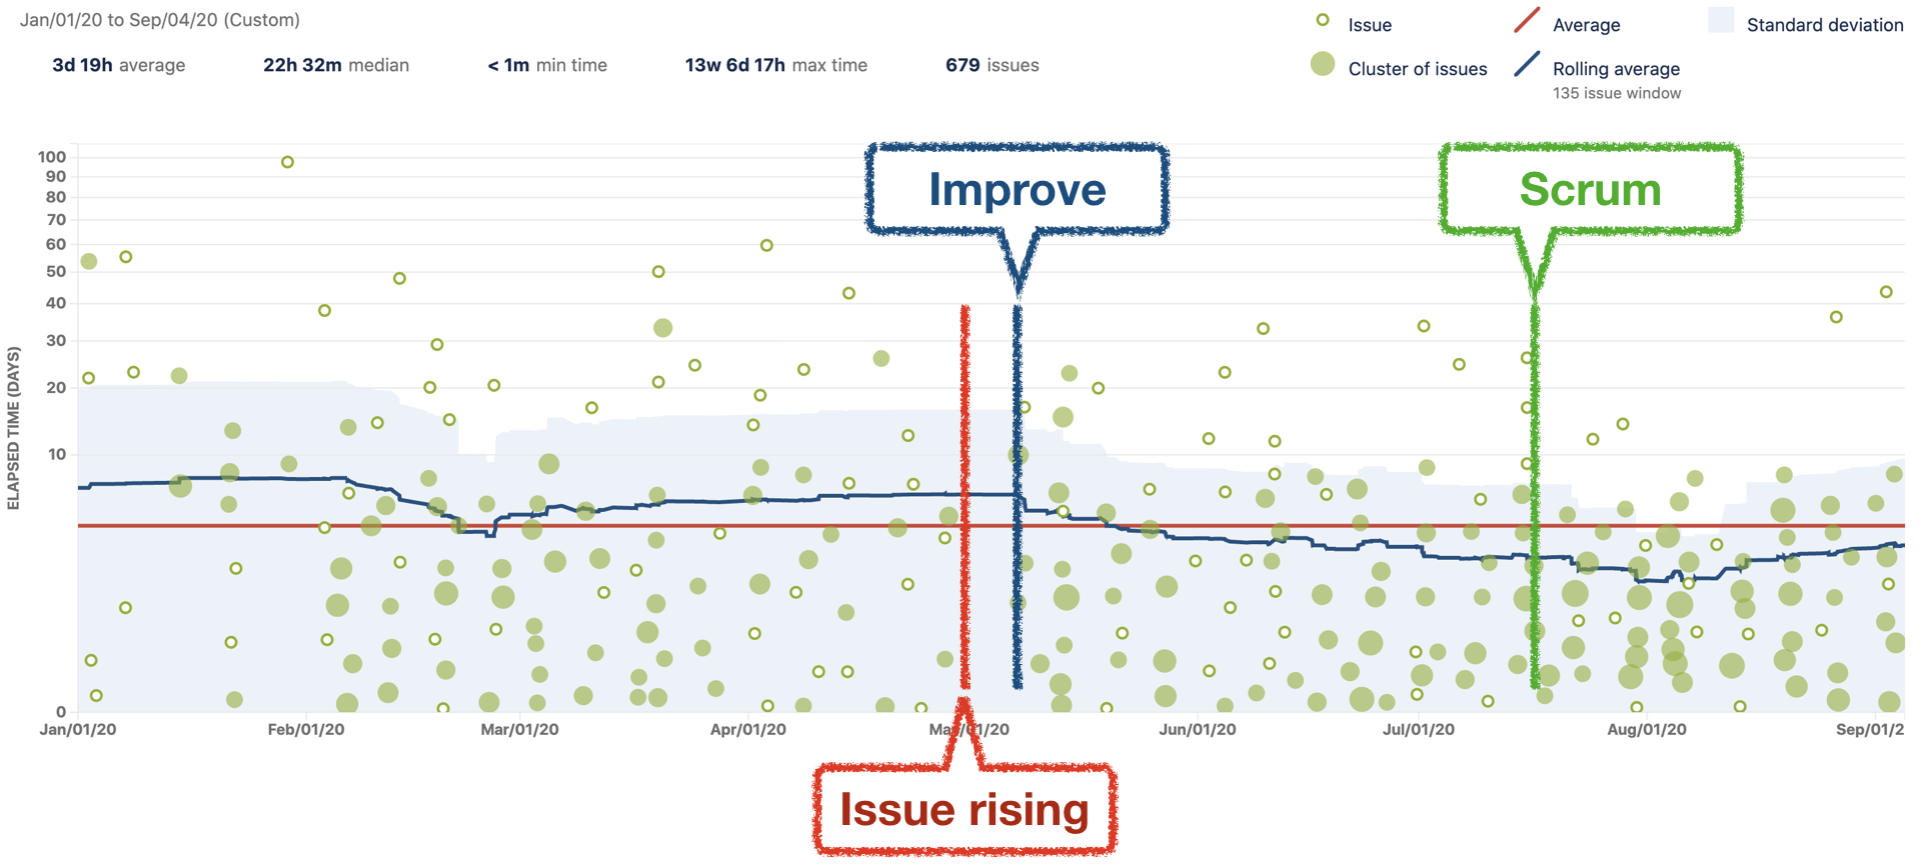 Jan/01/20 to Sep/04/20 (Custom)
3d 19h average 22h 32m median < 1m min time 13w 6d 17h max time 679 issues
Issue Average Standard deviation
Cluster of issues Rolling average
135 issue window
ELAPSED TIME (DAYS)
100
90
80
70
60
50
40
30
20
10
0
Improve
Scrum
Jan/01/20 Feb/01/20 Mar/01/20 Apr/01/20 May/01/20 Jun/01/20 Jul/01/20 Aug/01/20 Sep/01/2
Issue rising